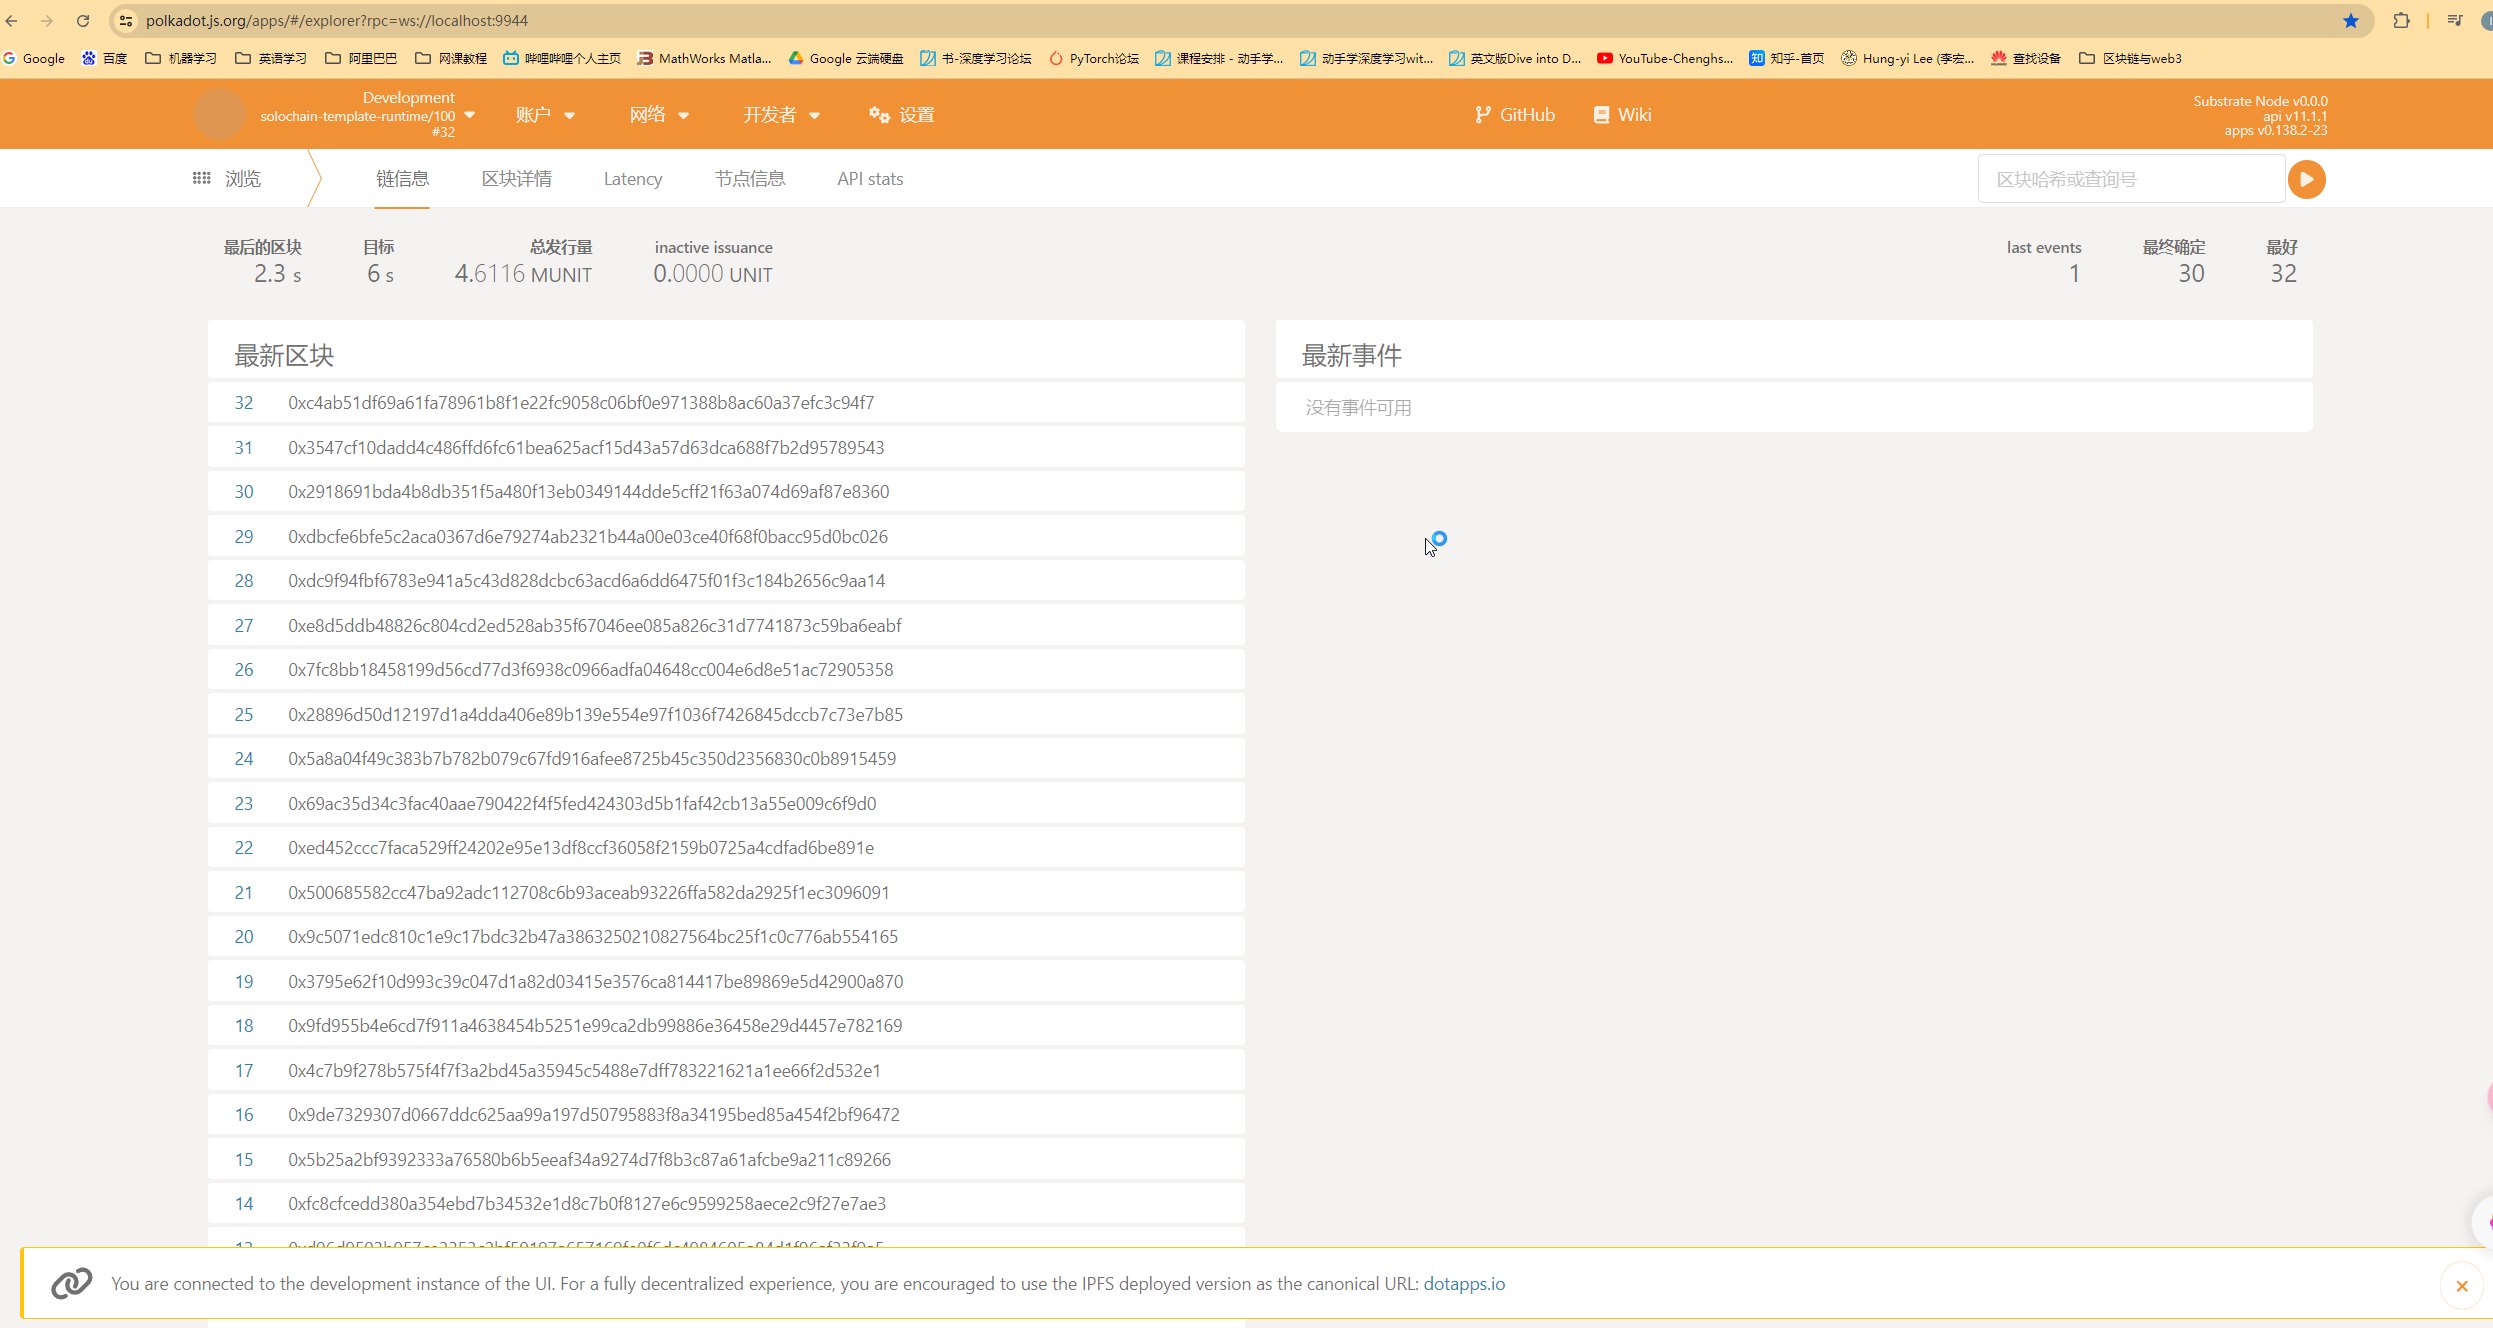 polkadot.js.org/apps/#/explorer?rpc=ws://localhost:9944
Google 百度 机器学习 英语学习 阿里巴巴 网课教程 哔哩哔哩个人主页 MathWorks Matla... Google 云端硬盘 书-深度学习论坛 PyTorch论坛 课程安排 - 动手学... 动手学深度学习wit... 英文版Dive into D... YouTube-Chenghs... 知乎-首页 Hung-yi Lee (李宏... 查找设备 区块链与web3
Development
solochain-template-runtime/100
#32
账户 网络 开发者 设置 GitHub Wiki
Substrate Node v0.0.0
api v11.1.1
apps v0.138.2-23
浏览 链信息 区块详情 Latency 节点信息 API stats 区块哈希或查询号
最后的区块 目标 总发行量 inactive issuance last events 最终确定 最好
2.3 s 6 s 4.6116 MUNIT 0.0000 UNIT 1 30 32
最新区块
32 0xc4ab51df69a61fa78961b8f1e22fc9058c06bf0e971388b8ac60a37efc3c94f7
31 0x3547cf10dadd4c486ffd6fc61bea625acf15d43a57d63dca688f7b2d95789543
30 0x2918691bda4b8db351f5a480f13eb0349144dde5cff21f63a074d69af87e8360
29 0xdbcfe6bfe5c2aca0367d6e79274ab2321b44a00e03ce40f68f0bacc95d0bc026
28 0xdc9f94fbf6783e941a5c43d828dcbc63acd6a6dd6475f01f3c184b2656c9aa14
27 0xe8d5ddb48826c804cd2ed528ab35f67046ee085a826c31d7741873c59ba6eabf
26 0x7fc8bb18458199d56cd77d3f6938c0966adfa04648cc004e6d8e51ac72905358
25 0x28896d50d12197d1a4dda406e89b139e554e97f1036f7426845dccb7c73e7b85
24 0x5a8a04f49c383b7b782b079c67fd916afee8725b45c350d2356830c0b8915459
23 0x69ac35d34c3fac40aae790422f4f5fed424303d5b1faf42cb13a55e009c6f9d0
22 0xed452ccc7faca529ff24202e95e13df8ccf36058f2159b0725a4cdfad6be891e
21 0x500685582cc47ba92adc112708c6b93aceab93226ffa582da2925f1ec3096091
20 0x9c5071edc810c1e9c17bdc32b47a3863250210827564bc25f1c0c776ab554165
19 0x3795e62f10d993c39c047d1a82d03415e3576ca814417be89869e5d42900a870
18 0x9fd955b4e6cd7f911a4638454b5251e99ca2db99886e36458e29d4457e782169
17 0x4c7b9f278b575f4f7f3a2bd45a35945c5488e7dff783221621a1ee66f2d532e1
16 0x9de7329307d0667ddc625aa99a197d50795883f8a34195bed85a454f2bf96472
15 0x5b25a2bf9392333a76580b6b5eeaf34a9274d7f8b3c87a61afcbe9a211c89266
14 0xfc8cfcedd380a354ebd7b34532e1d8c7b0f8127e6c9599258aece2c9f27e7ae3
最新事件
没有事件可用
You are connected to the development instance of the UI. For a fully decentralized experience, you are encouraged to use the IPFS deployed version as the canonical URL: dotapps.io